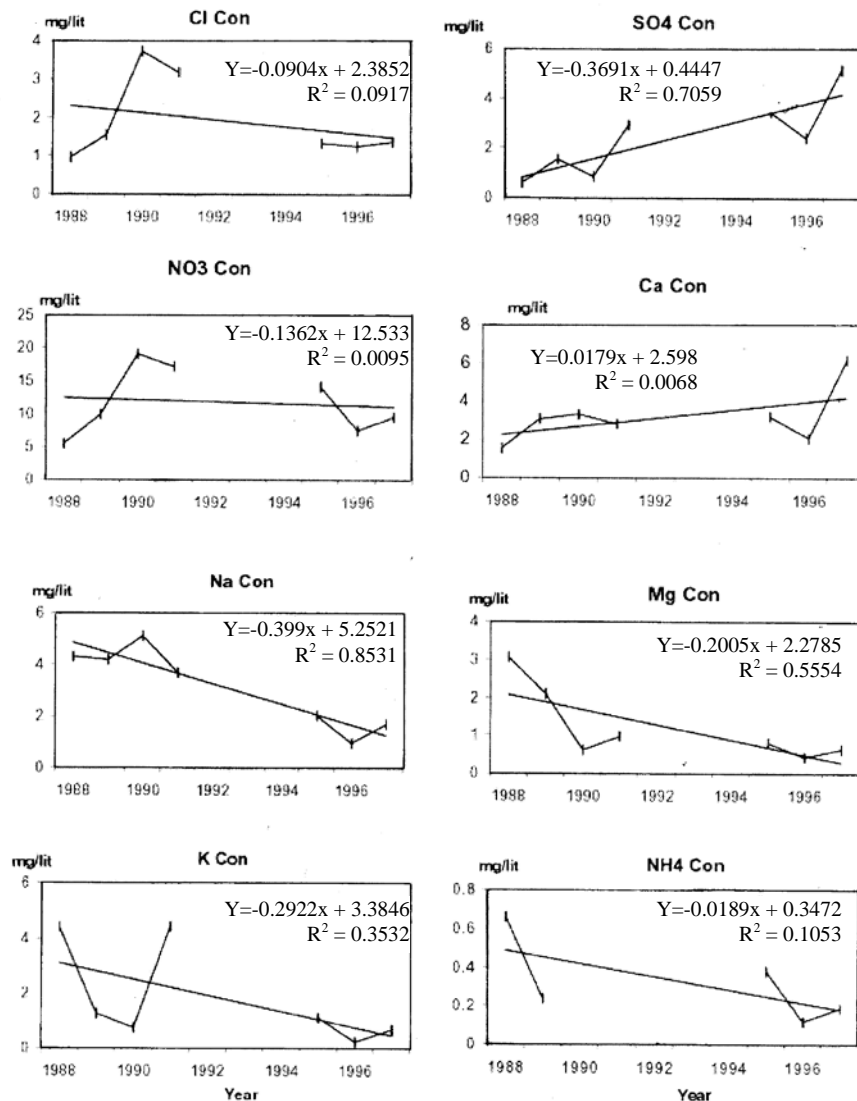 Cl Con
mg/lit
4
3
2
1
0
Y=-0.0904x + 2.3852
R² = 0.0917
1988 1990 1992 1994 1996
SO4 Con
mg/lit
6
4
2
0
Y=-0.3691x + 0.4447
R² = 0.7059
1988 1990 1992 1994 1996
NO3 Con
mg/lit
25
20
15
10
5
0
Y=-0.1362x + 12.533
R² = 0.0095
1988 1990 1992 1994 1996
Ca Con
mg/lit
8
6
4
2
0
Y=0.0179x + 2.598
R² = 0.0068
1988 1990 1992 1994 1996
Na Con
mg/lit
6
4
2
0
Y=-0.399x + 5.2521
R² = 0.8531
1988 1990 1992 1994 1996
Mg Con
mg/lit
4
3
2
1
0
Y=-0.2005x + 2.2785
R² = 0.5554
1988 1990 1992 1994 1996
K Con
mg/lit
6
4
2
0
Y=-0.2922x + 3.3846
R² = 0.3532
1988 1990 1992 1994 1996
Year
NH4 Con
mg/lit
0.8
0.6
0.4
0.2
0
Y=-0.0189x + 0.3472
R² = 0.1053
1988 1990 1992 1994 1996
Year